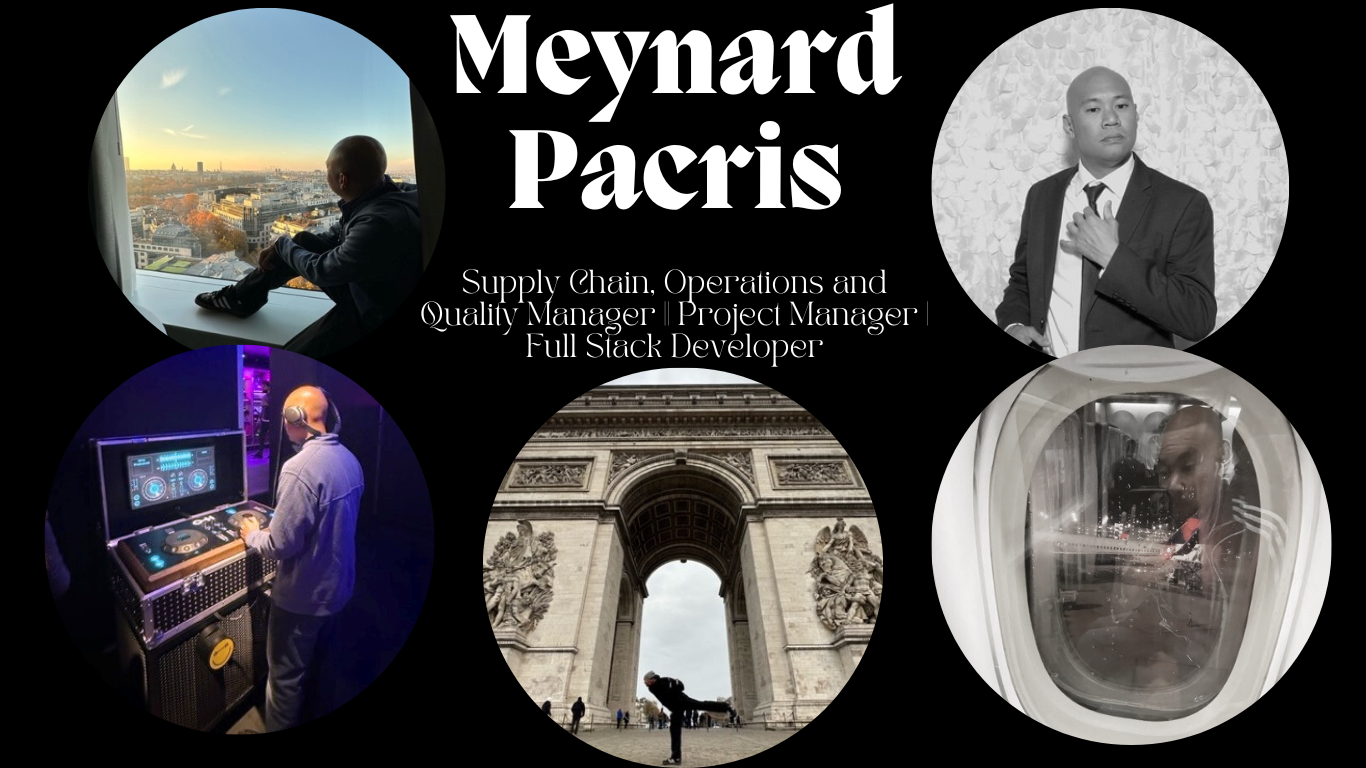 Meynard
Pacris
Supply Chain, Operations and
Quality Manager || Project Manager |
Full Stack Developer